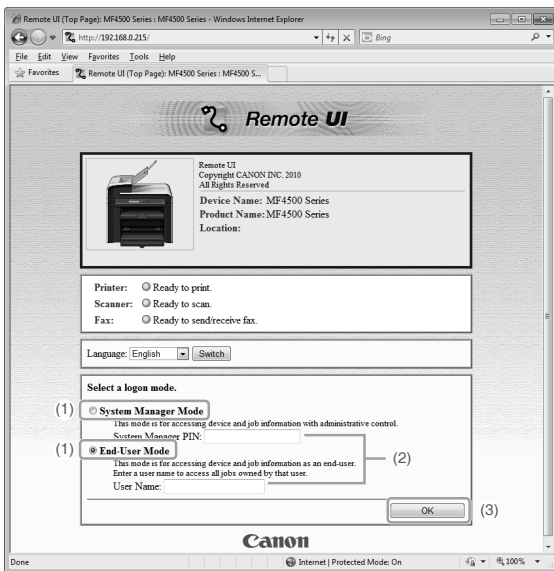 Remote UI (Top Page): MF4500 Series : MF4500 Series - Windows Internet Explorer
http://192.168.0.215/
Bing
File Edit View Favorites Tools Help
Favorites Remote UI (Top Page): MF4500 Series : MF4500 S...
Remote UI
Remote UI
Copyright CANON INC. 2010
All Rights Reserved
Device Name: MF4500 Series
Product Name: MF4500 Series
Location:
Printer: Ready to print.
Scanner: Ready to scan.
Fax: Ready to send/receive fax.
Language: English Switch
Select a logon mode.
(1) System Manager Mode
This mode is for accessing device and job information with administrative control.
System Manager PIN:
(1) End-User Mode
(2)
This mode is for accessing device and job information as an end-user.
Enter a user name to access all jobs owned by that user.
User Name:
OK (3)
Canon
Done Internet | Protected Mode: On 100%